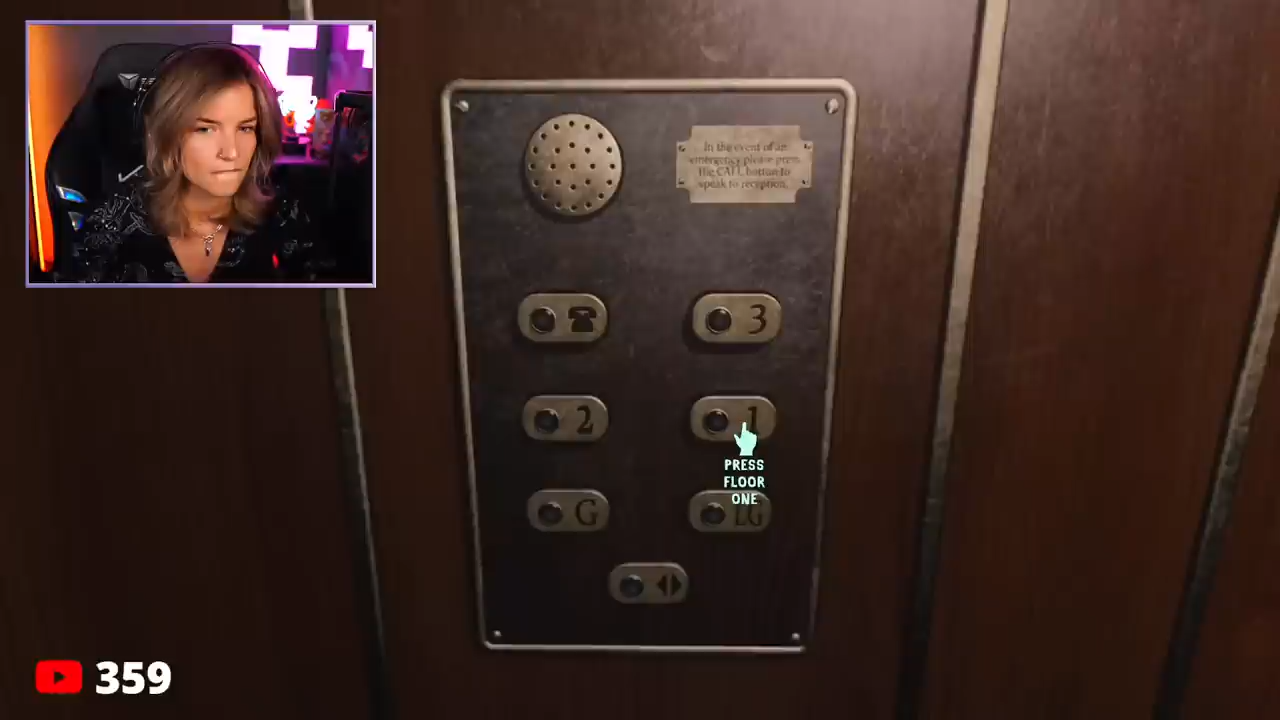 In the event of an
emergency please press
the CALL button to
speak to reception.
3
2
1
PRESS
FLOOR
ONE
G
LG
359